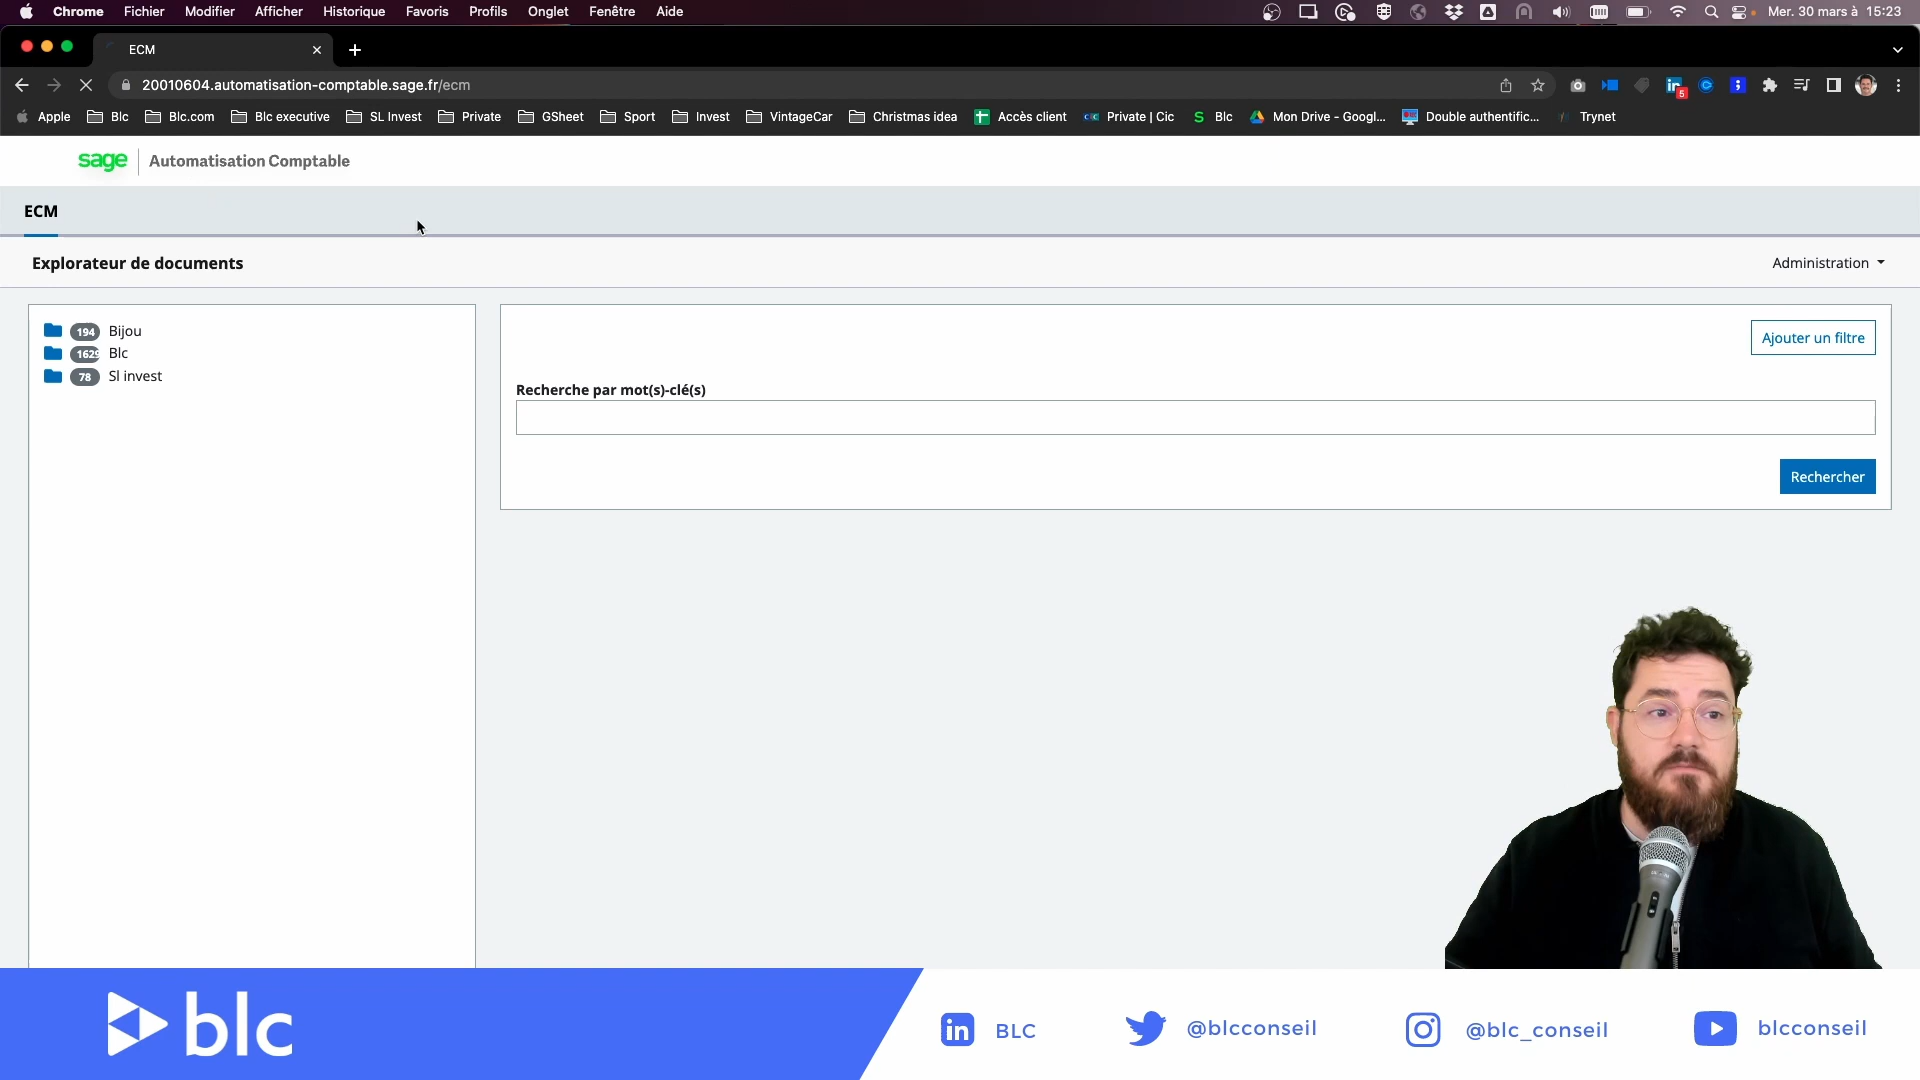 Chrome Fichier Modifier Afficher Historique Favoris Profils Onglet Fenêtre Aide Mer. 30 mars à 15:23
ECM
20010604.automatisation-comptable.sage.fr/ecm
5
Apple Blc Blc.com Blc executive SL Invest Private GSheet Sport Invest VintageCar Christmas idea Accès client Private | Cic Blc Mon Drive - Googl... Double authentific... Trynet
sage Automatisation Comptable
ECM
Explorateur de documents Administration
194 Bijou
1629 Blc
78 Sl invest
Ajouter un filtre
Recherche par mot(s)-clé(s)
Rechercher
blc
in BLC @blcconseil @blc_conseil blcconseil